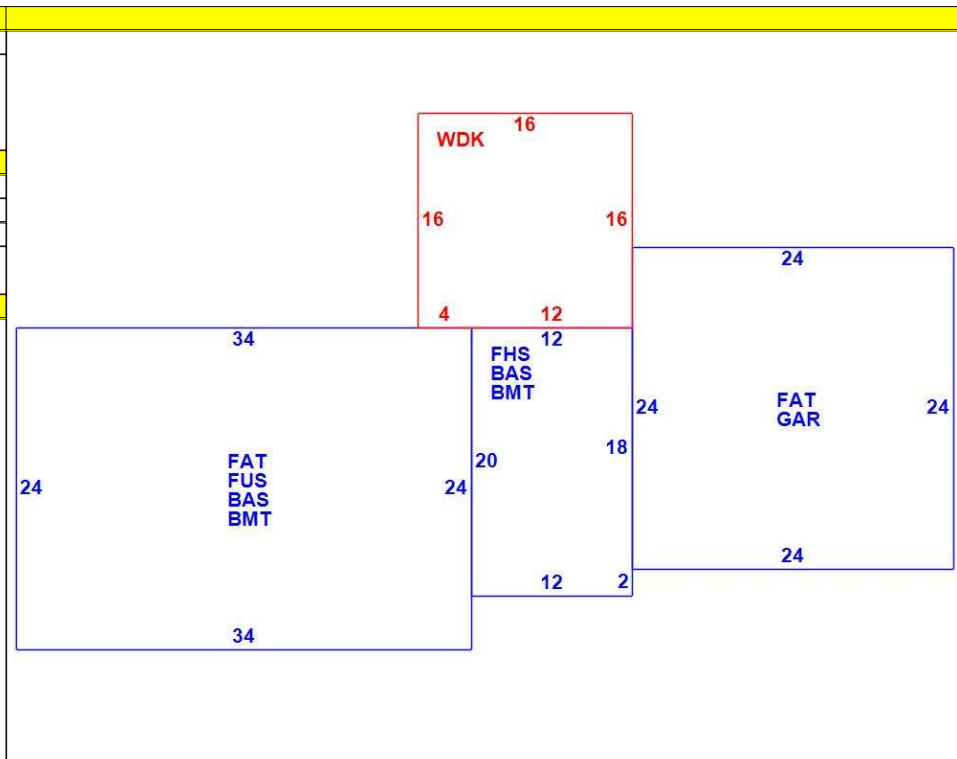 16
WDK
16 16
24
4 12
34 12
FHS
BAS
BMT
FAT
GAR
24 24
18
20
FAT
FUS
BAS
BMT
24 24
24
12 2
34